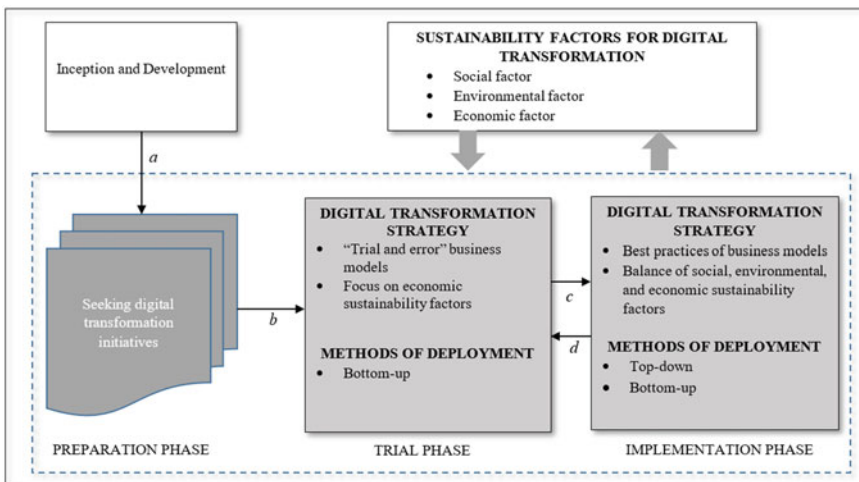 Inception and Development
SUSTAINABILITY FACTORS FOR DIGITAL
TRANSFORMATION
• Social factor
• Environmental factor
• Economic factor
a
Seeking digital
transformation
initiatives
b
DIGITAL TRANSFORMATION
STRATEGY
• “Trial and error” business
models
• Focus on economic
sustainability factors
METHODS OF DEPLOYMENT
• Bottom-up
c
d
DIGITAL TRANSFORMATION
STRATEGY
• Best practices of business models
• Balance of social, environmental,
and economic sustainability
factors
METHODS OF DEPLOYMENT
• Top-down
• Bottom-up
PREPARATION PHASE
TRIAL PHASE
IMPLEMENTATION PHASE